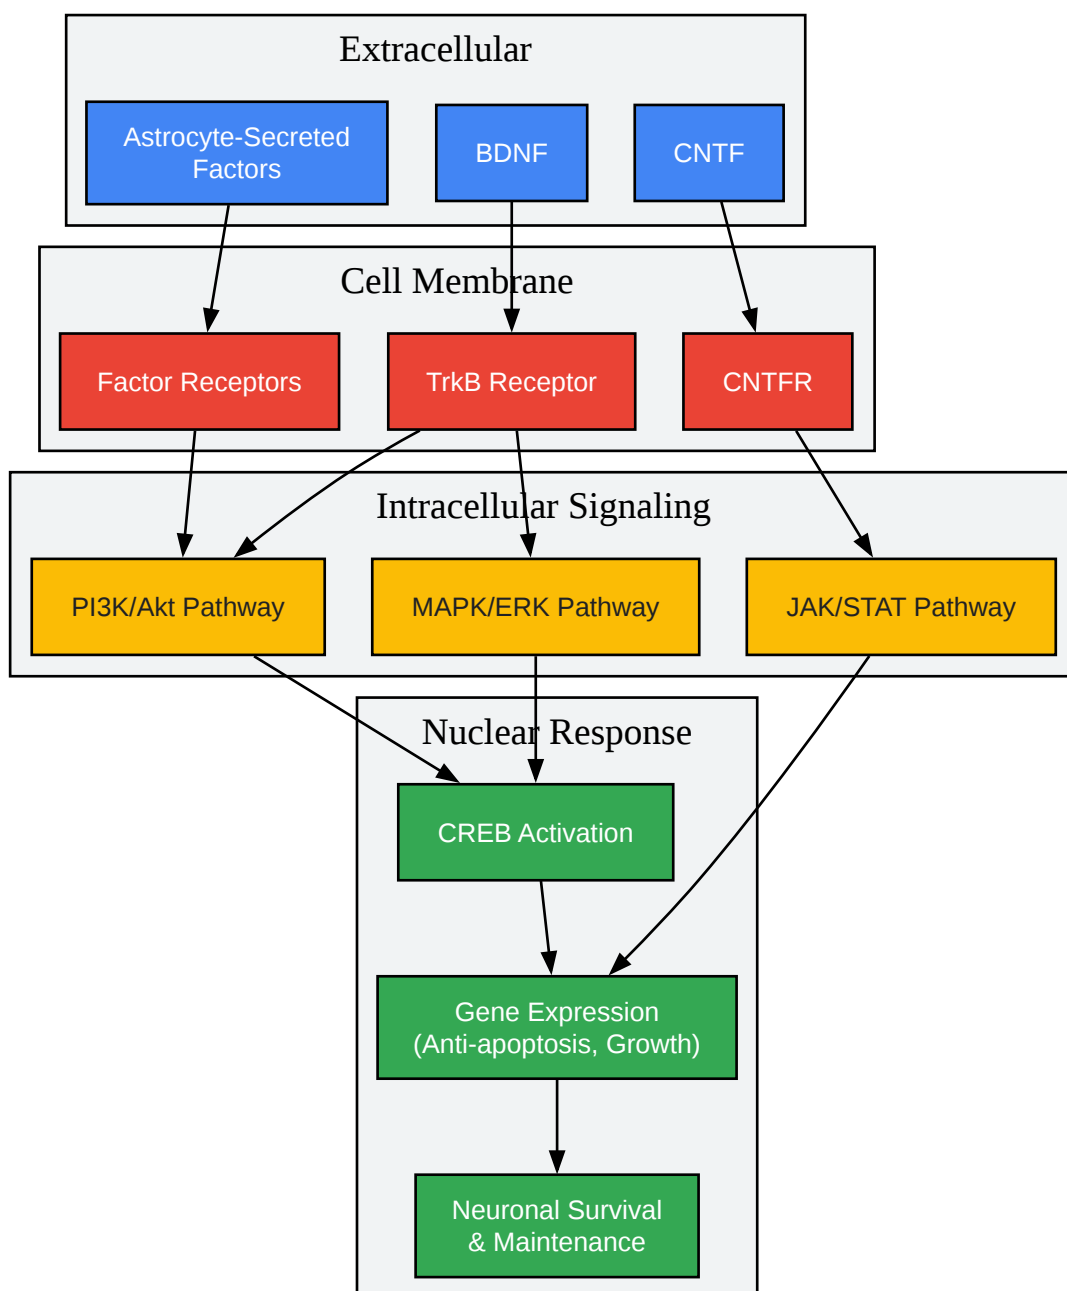 Extracellular
Astrocyte-Secreted
Factors
BDNF
CNTF
Cell Membrane
Factor Receptors
TrkB Receptor
CNTFR
Intracellular Signaling
PI3K/Akt Pathway
MAPK/ERK Pathway
JAK/STAT Pathway
Nuclear Response
CREB Activation
Gene Expression
(Anti-apoptosis, Growth)
Neuronal Survival
& Maintenance